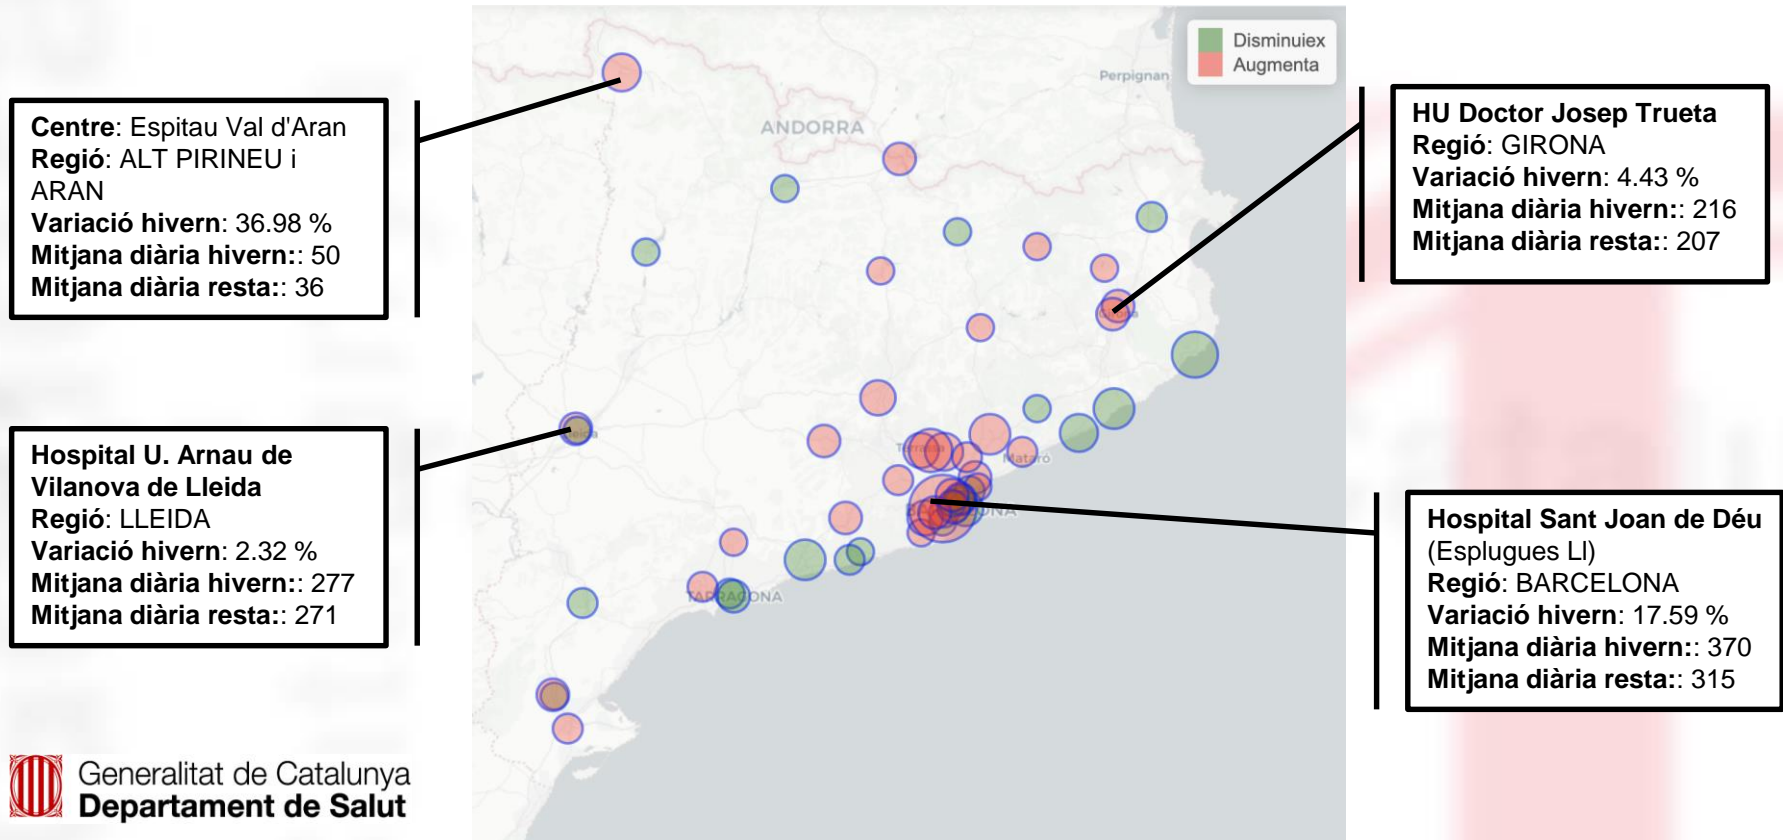 Disminuiex
Augmenta
Perpignan
ANDORRA
Centre: Espitau Val d'Aran
Regió: ALT PIRINEU i
ARAN
Variació hivern: 36.98 %
Mitjana diària hivern:: 50
Mitjana diària resta:: 36
HU Doctor Josep Trueta
Regió: GIRONA
Variació hivern: 4.43 %
Mitjana diària hivern:: 216
Mitjana diària resta:: 207
Hospital U. Arnau de
Vilanova de Lleida
Regió: LLEIDA
Variació hivern: 2.32 %
Mitjana diària hivern:: 277
Mitjana diària resta:: 271
Mataró
TARRAGONA
Hospital Sant Joan de Déu
(Esplugues Ll)
Regió: BARCELONA
Variació hivern: 17.59 %
Mitjana diària hivern:: 370
Mitjana diària resta:: 315
Generalitat de Catalunya
Departament de Salut